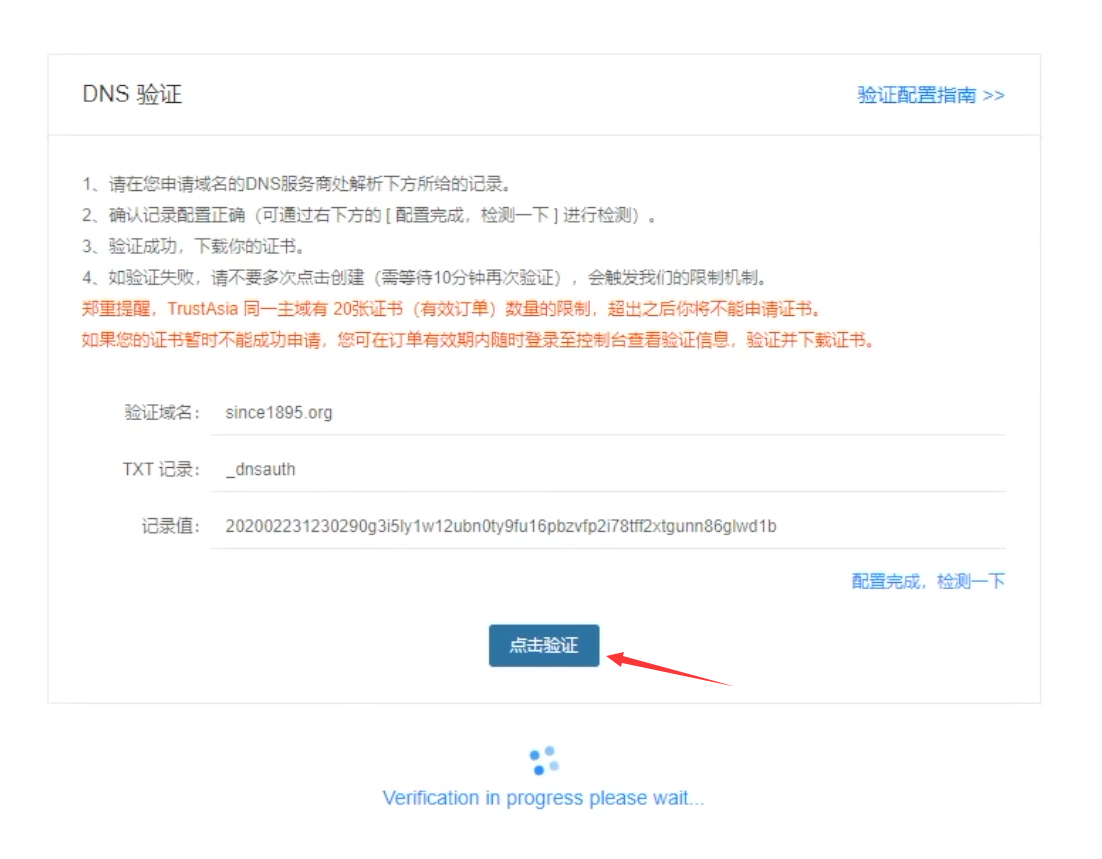 DNS 验证
验证配置指南 >>
1、请在您申请域名的DNS服务商处解析下方所给的记录。
2、确认记录配置正确（可通过右下方的 [ 配置完成，检测一下 ] 进行检测）。
3、验证成功，下载你的证书。
4、如验证失败，请不要多次点击创建（需等待10分钟再次验证），会触发我们的限制机制。
郑重提醒，TrustAsia 同一主域有 20张证书（有效订单）数量的限制，超出之后你将不能申请证书。
如果您的证书暂时不能成功申请，您可在订单有效期内随时登录至控制台查看验证信息，验证并下载证书。
验证域名： since1895.org
TXT 记录： _dnsauth
记录值： 202002231230290g3i5ly1w12ubn0ty9fu16pbzvfp2i78tff2xtgunn86glwd1b
配置完成，检测一下
点击验证
Verification in progress please wait...